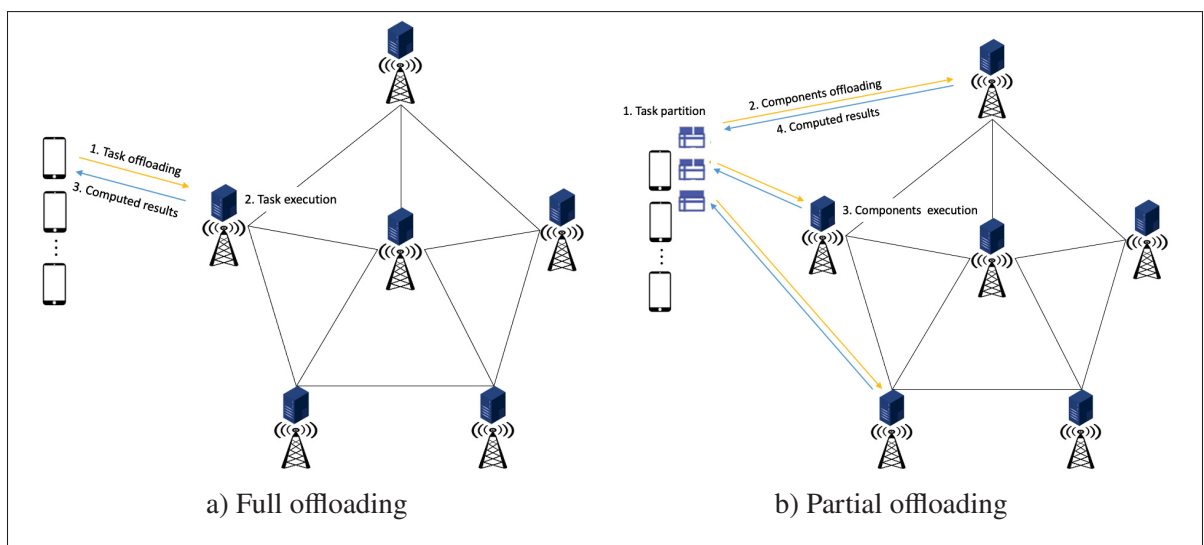 1. Task offloading
3. Computed results
2. Task execution
a) Full offloading
1. Task partition
2. Components offloading
4. Computed results
3. Components execution
b) Partial offloading